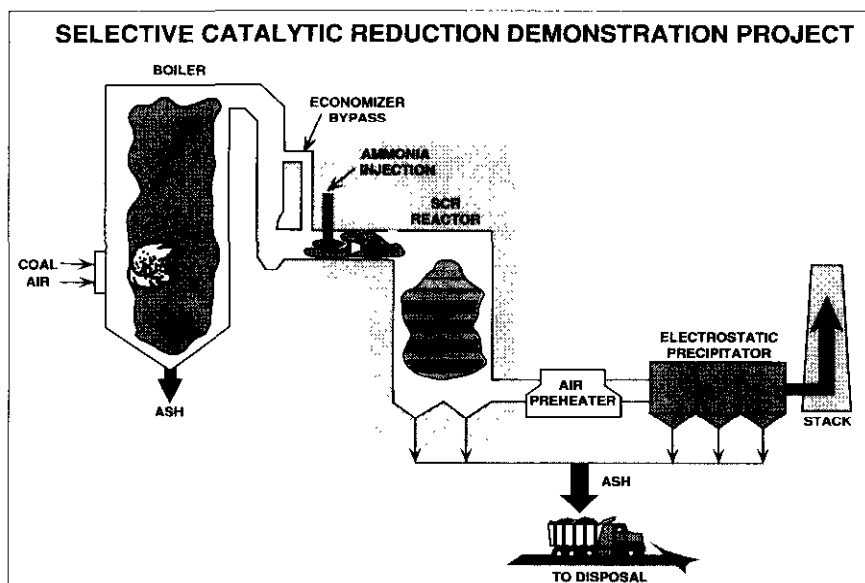 SELECTIVE CATALYTIC REDUCTION DEMONSTRATION PROJECT
BOILER
ECONOMIZER
BYPASS
AMMONIA
INJECTION
SCR
REACTOR
COAL
AIR
ELECTROSTATIC
PRECIPITATOR
AIR
PREHEATER
ASH
STACK
ASH
TO DISPOSAL